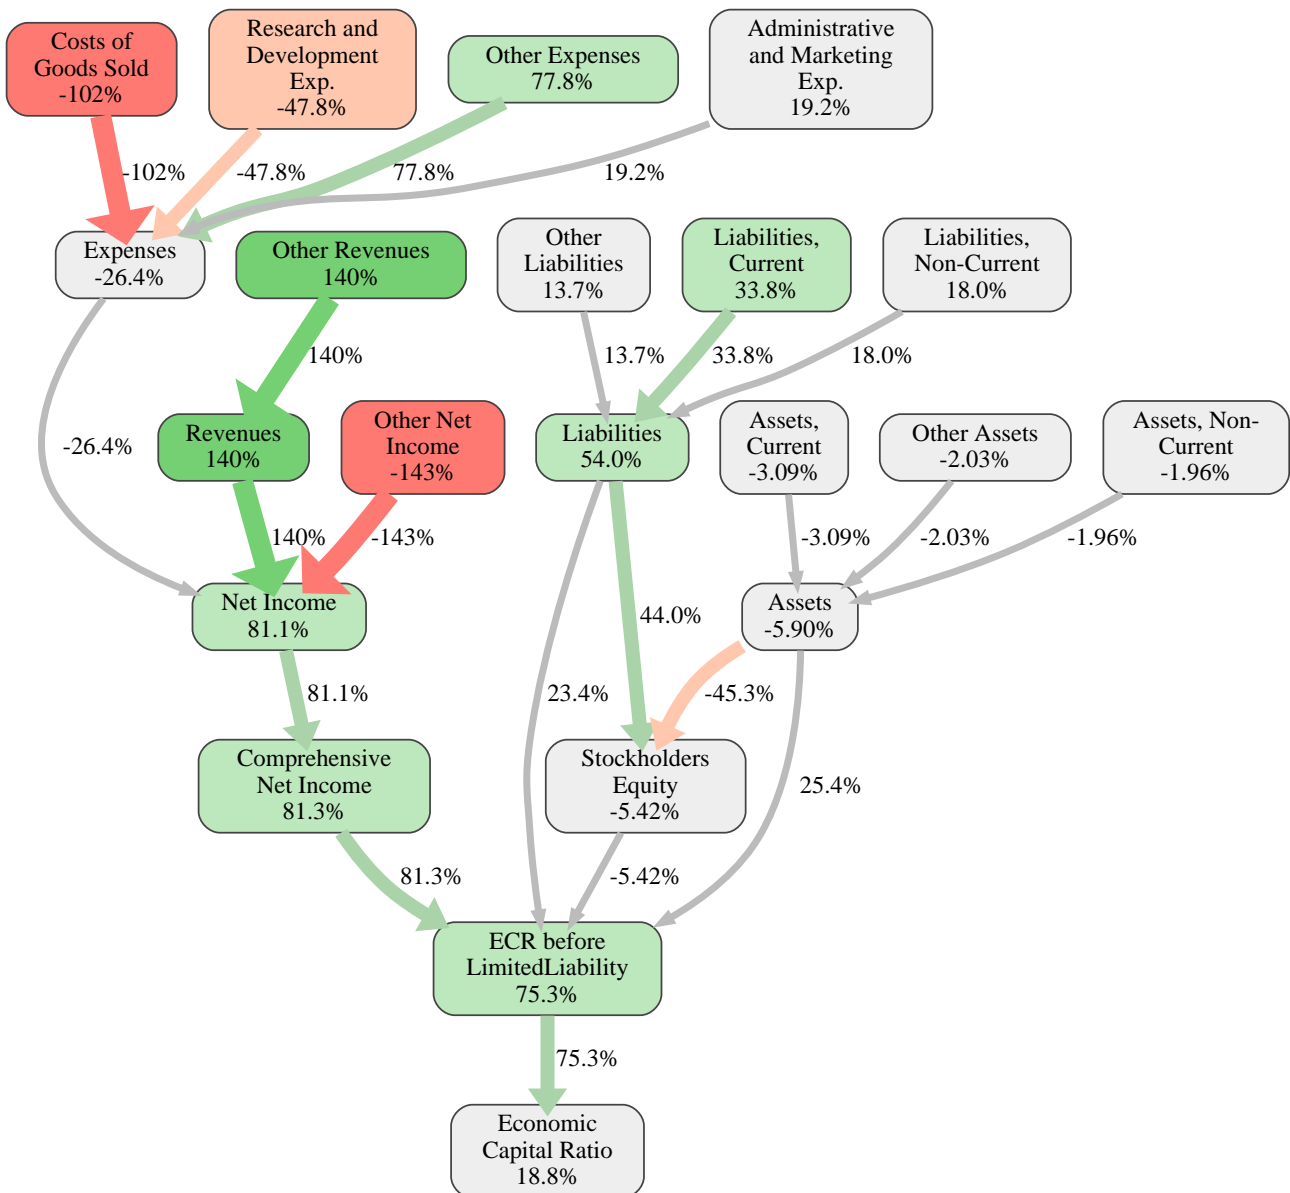 Costs of
Goods Sold
-102%
Research and
Development
Exp.
-47.8%
Other Expenses
77.8%
Administrative
and Marketing
Exp.
19.2%
-102%
-47.8%
77.8%
19.2%
Expenses
-26.4%
Other Revenues
140%
Other
Liabilities
13.7%
Liabilities,
Current
33.8%
Liabilities,
Non-Current
18.0%
140%
13.7%
33.8%
18.0%
-26.4%
Revenues
140%
Other Net
Income
-143%
Liabilities
54.0%
Assets,
Current
-3.09%
Other Assets
-2.03%
Assets, Non-
Current
-1.96%
140%
-143%
-3.09%
-2.03%
-1.96%
Net Income
81.1%
44.0%
Assets
-5.90%
81.1%
23.4%
-45.3%
Comprehensive
Net Income
81.3%
Stockholders
Equity
-5.42%
25.4%
81.3%
-5.42%
ECR before
LimitedLiability
75.3%
75.3%
Economic
Capital Ratio
18.8%